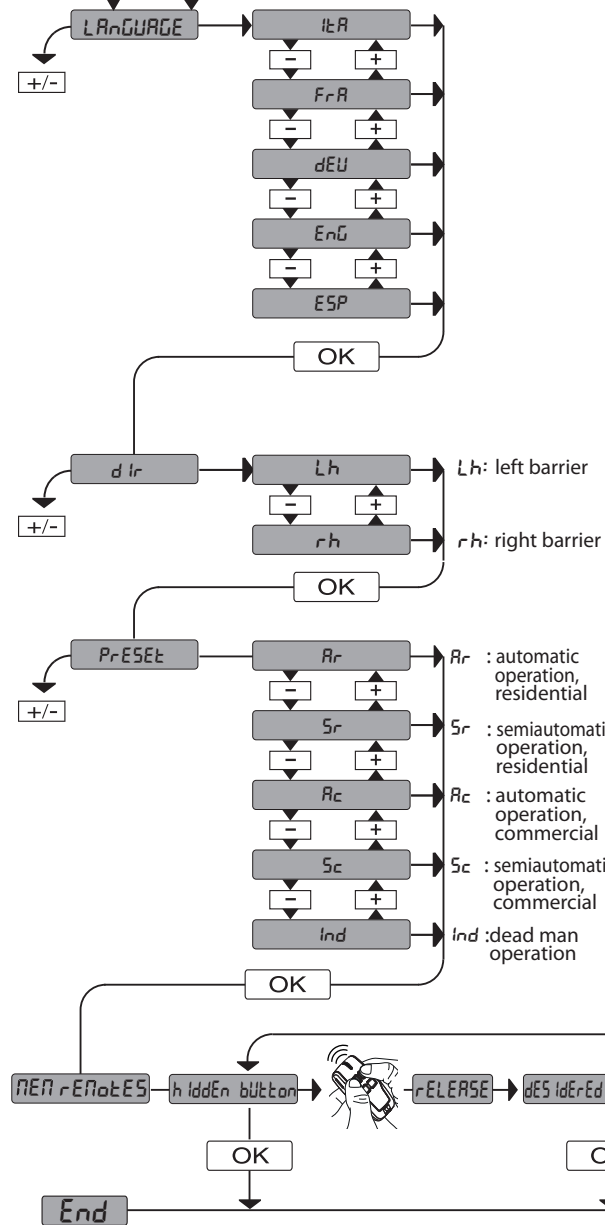 LAnGUAGE
ItA
+/-
- +
FrA
- +
dEU
- +
EnG
- +
ESP
OK
dIr
Lh
Lh: left barrier
+/-
- +
rh
rh: right barrier
OK
PrESEt
Ar
Ar : automatic
operation,
residential
+/-
- +
Sr
Sr : semiautomati
operation,
residential
- +
Ac
Ac : automatic
operation,
commercial
- +
Sc
Sc : semiautomati
operation,
commercial
- +
Ind
Ind :dead man
operation
OK
MEM rEMotES
hIddEn bUtton
rELEASE
dESIdErEd
OK
O
End